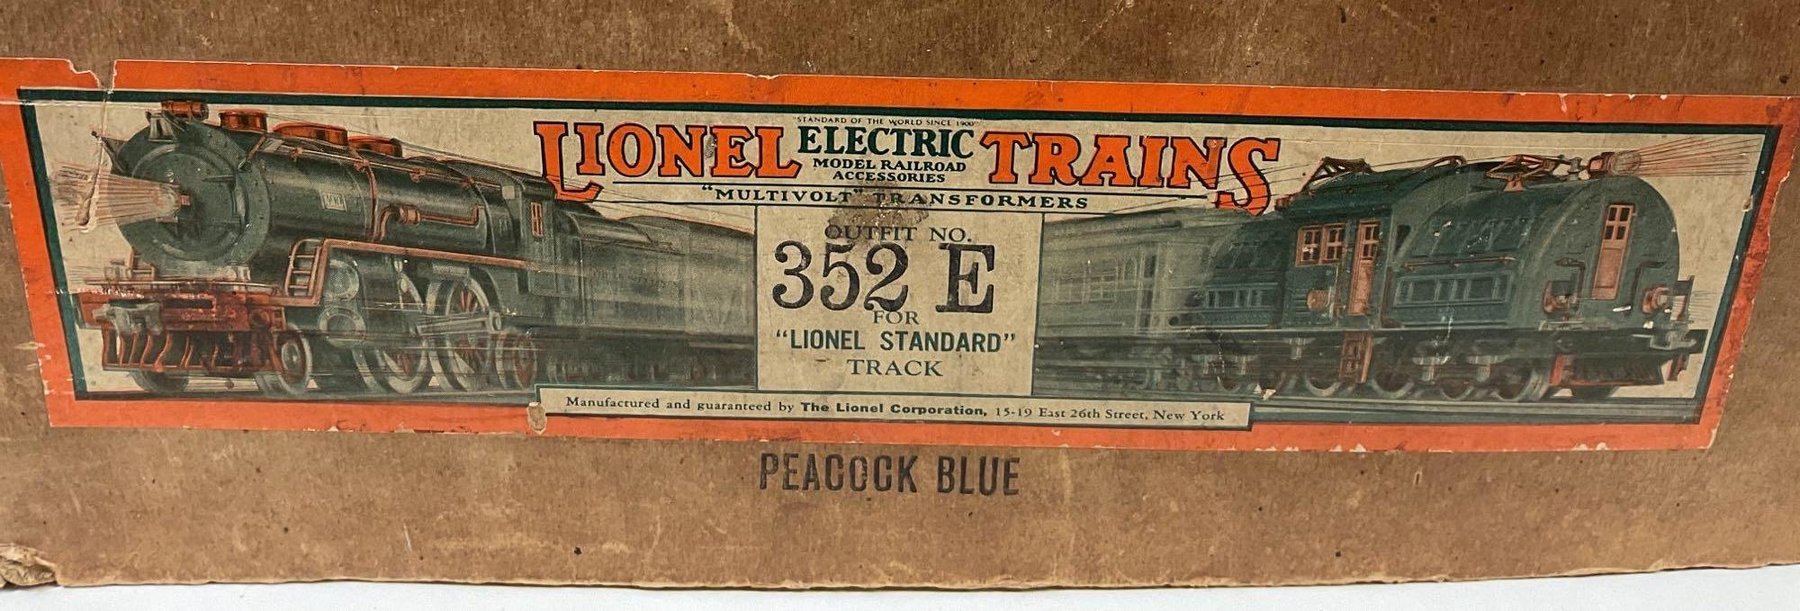 "STANDARD OF THE WORLD SINCE 1900"
LIONEL ELECTRIC TRAINS
MODEL RAILROAD
ACCESSORIES
"MULTIVOLT" TRANSFORMERS
OUTFIT NO.
352 E
FOR
"LIONEL STANDARD"
TRACK
Manufactured and guaranteed by The Lionel Corporation, 15-19 East 26th Street, New York
PEACOCK BLUE